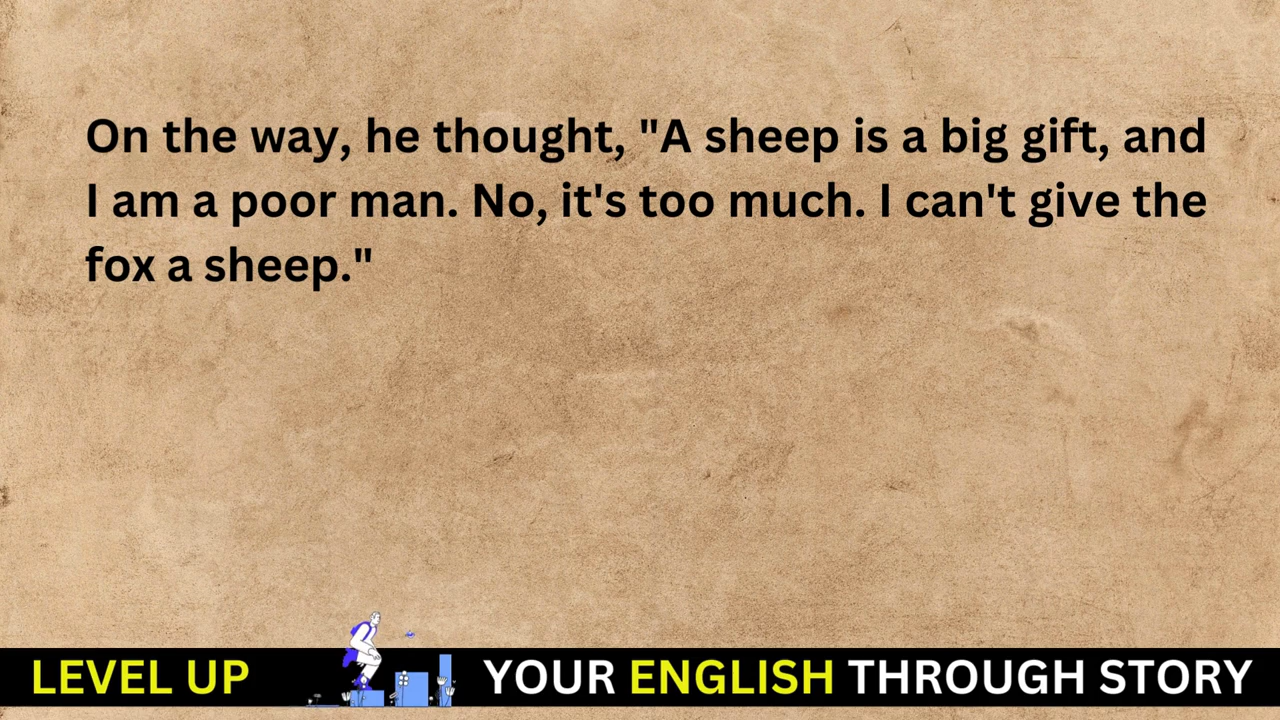 On the way, he thought, "A sheep is a big gift, and
I am a poor man. No, it's too much. I can't give the
fox a sheep."
LEVEL UP YOUR ENGLISH THROUGH STORY